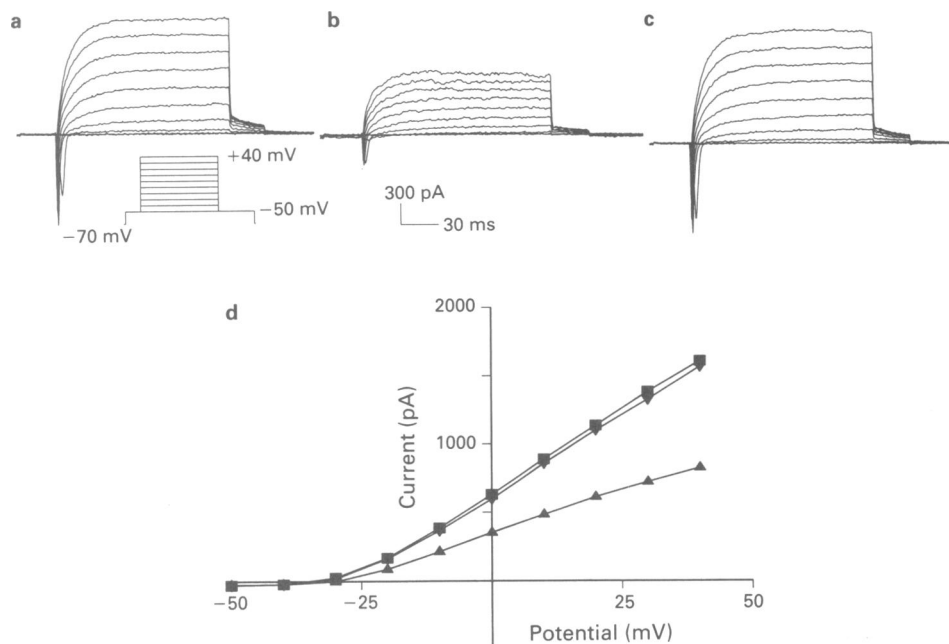 a
b
c
+40 mV
−50 mV
−70 mV
300 pA
30 ms
d
2000
1000
Current (pA)
−50
−25
25
50
Potential (mV)